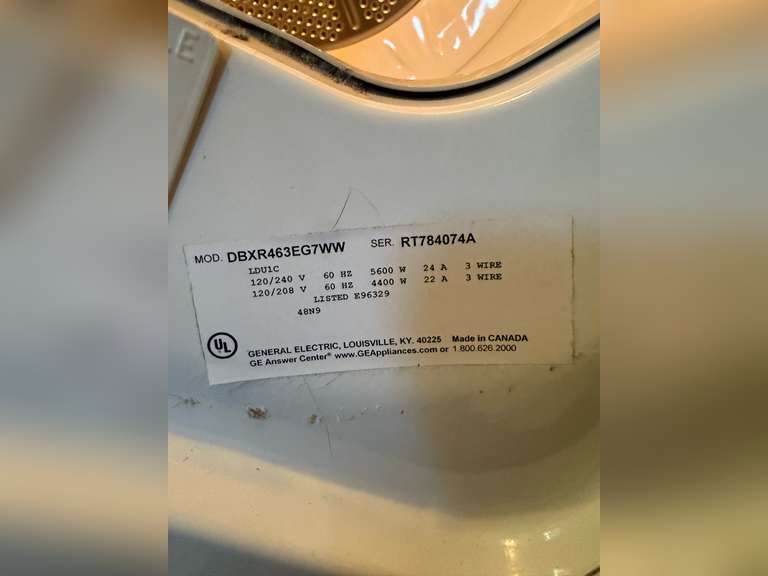 E
MOD. DBXR463EG7WW SER. RT784074A
LDU1C
120/240 V 60 HZ 5600 W 24 A 3 WIRE
120/208 V 60 HZ 4400 W 22 A 3 WIRE
LISTED E96329
48N9
UL
GENERAL ELECTRIC, LOUISVILLE, KY. 40225 Made in CANADA
GE Answer Center® www.GEAppliances.com or 1.800.626.2000